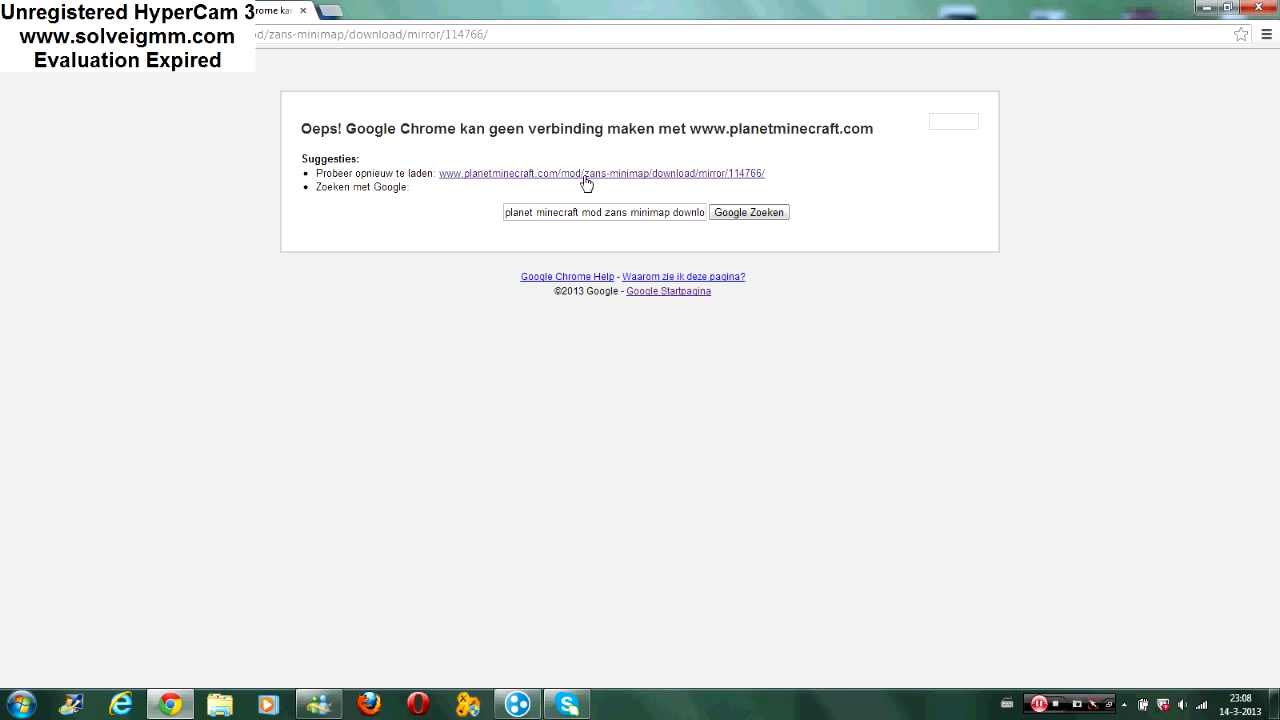 Unregistered HyperCam 3
www.solveigmm.com
Evaluation Expired
d/zans-minimap/download/mirror/114766/
Oeps! Google Chrome kan geen verbinding maken met www.planetminecraft.com
Suggesties:
Probeer opnieuw te laden: www.planetminecraft.com/mod/zans-minimap/download/mirror/114766/
Zoeken met Google:
planet minecraft mod zans minimap downlo Google Zoeken
Google Chrome Help - Waarom zie ik deze pagina?
©2013 Google - Google Startpagina
23:08
14-3-2013